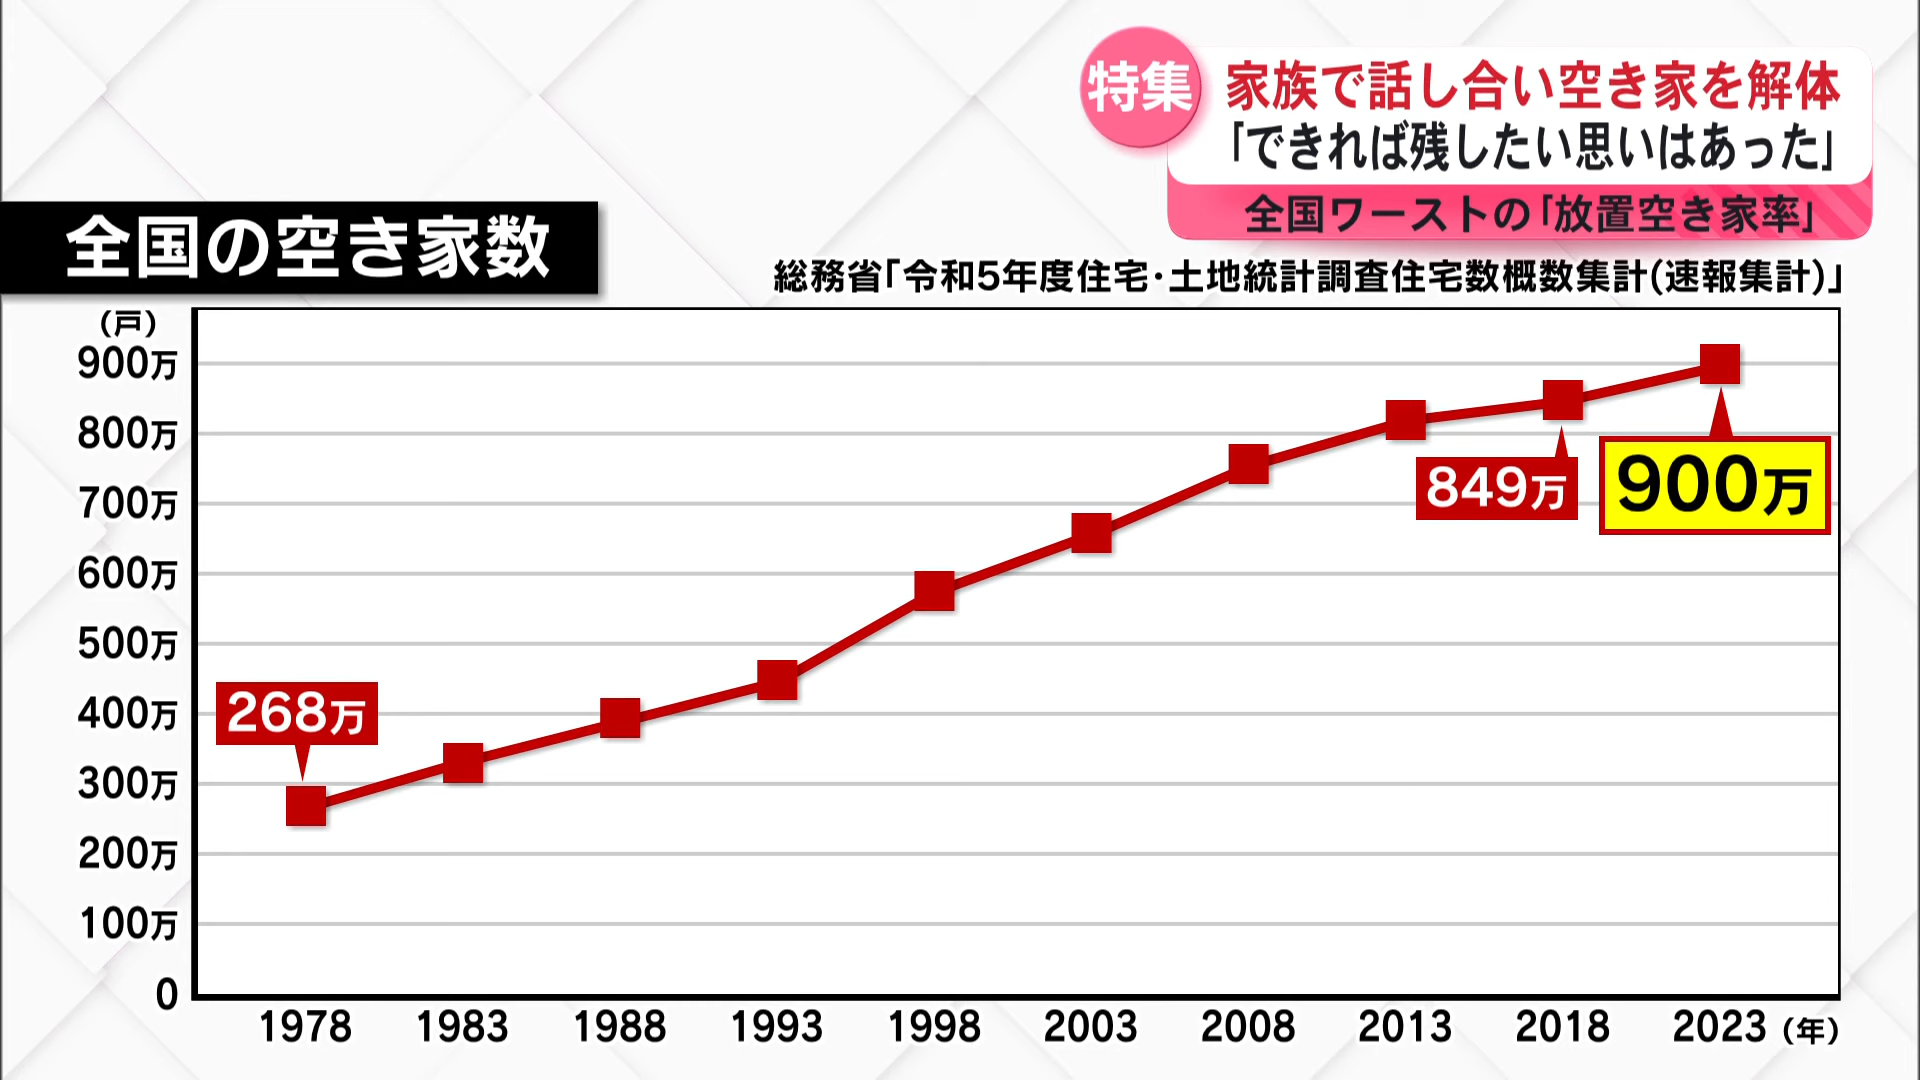 特集
家族で話し合い空き家を解体
「できれば残したい思いはあった」
全国ワーストの「放置空き家率」
全国の空き家数
総務省「令和5年度住宅・土地統計調査住宅数概数集計(速報集計)」
(戸)
900万
800万
700万
600万
500万
400万
300万
200万
100万
0
268万
849万
900万
1978 1983 1988 1993 1998 2003 2008 2013 2018 2023 (年)